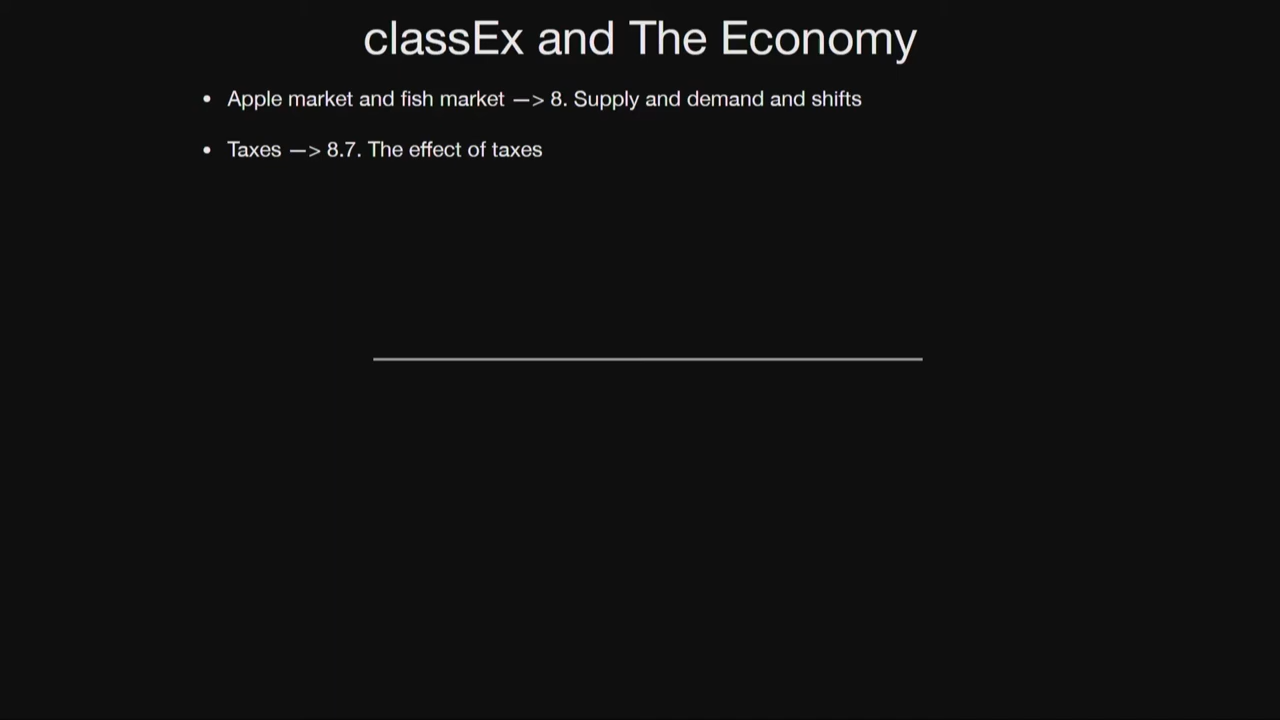 classEx and The Economy
• Apple market and fish market —> 8. Supply and demand and shifts
• Taxes —> 8.7. The effect of taxes